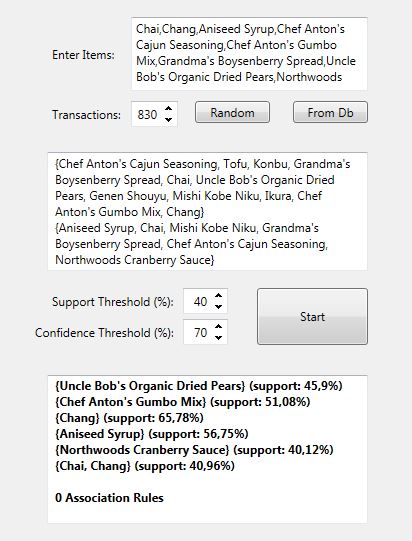 Enter Items:
Chai,Chang,Aniseed Syrup,Chef Anton's
Cajun Seasoning,Chef Anton's Gumbo
Mix,Grandma's Boysenberry Spread,Uncle
Bob's Organic Dried Pears,Northwoods
Transactions: 830 Random From Db
{Chef Anton's Cajun Seasoning, Tofu, Konbu, Grandma's
Boysenberry Spread, Chai, Uncle Bob's Organic Dried
Pears, Genen Shouyu, Mishi Kobe Niku, Ikura, Chef
Anton's Gumbo Mix, Chang}
{Aniseed Syrup, Chai, Mishi Kobe Niku, Grandma's
Boysenberry Spread, Chef Anton's Cajun Seasoning,
Northwoods Cranberry Sauce}
Support Threshold (%): 40
Confidence Threshold (%): 70
Start
{Uncle Bob's Organic Dried Pears} (support: 45,9%)
{Chef Anton's Gumbo Mix} (support: 51,08%)
{Chang} (support: 65,78%)
{Aniseed Syrup} (support: 56,75%)
{Northwoods Cranberry Sauce} (support: 40,12%)
{Chai, Chang} (support: 40,96%)
0 Association Rules